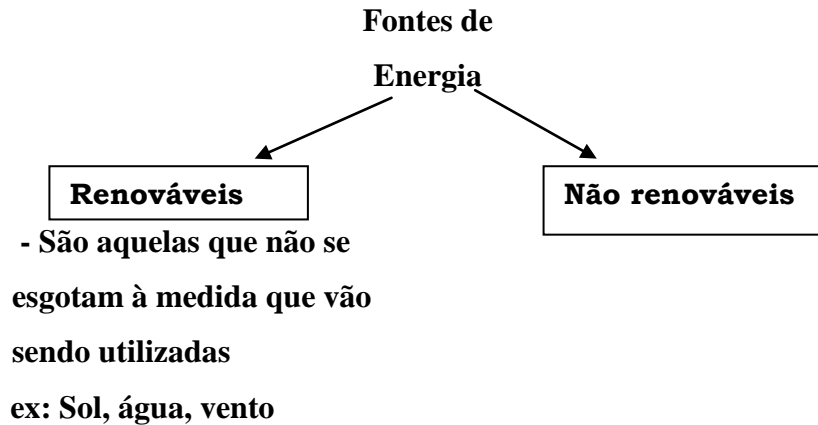 Fontes de
Energia
Renováveis
Não renováveis
- São aquelas que não se
esgotam à medida que vão
sendo utilizadas
ex: Sol, água, vento